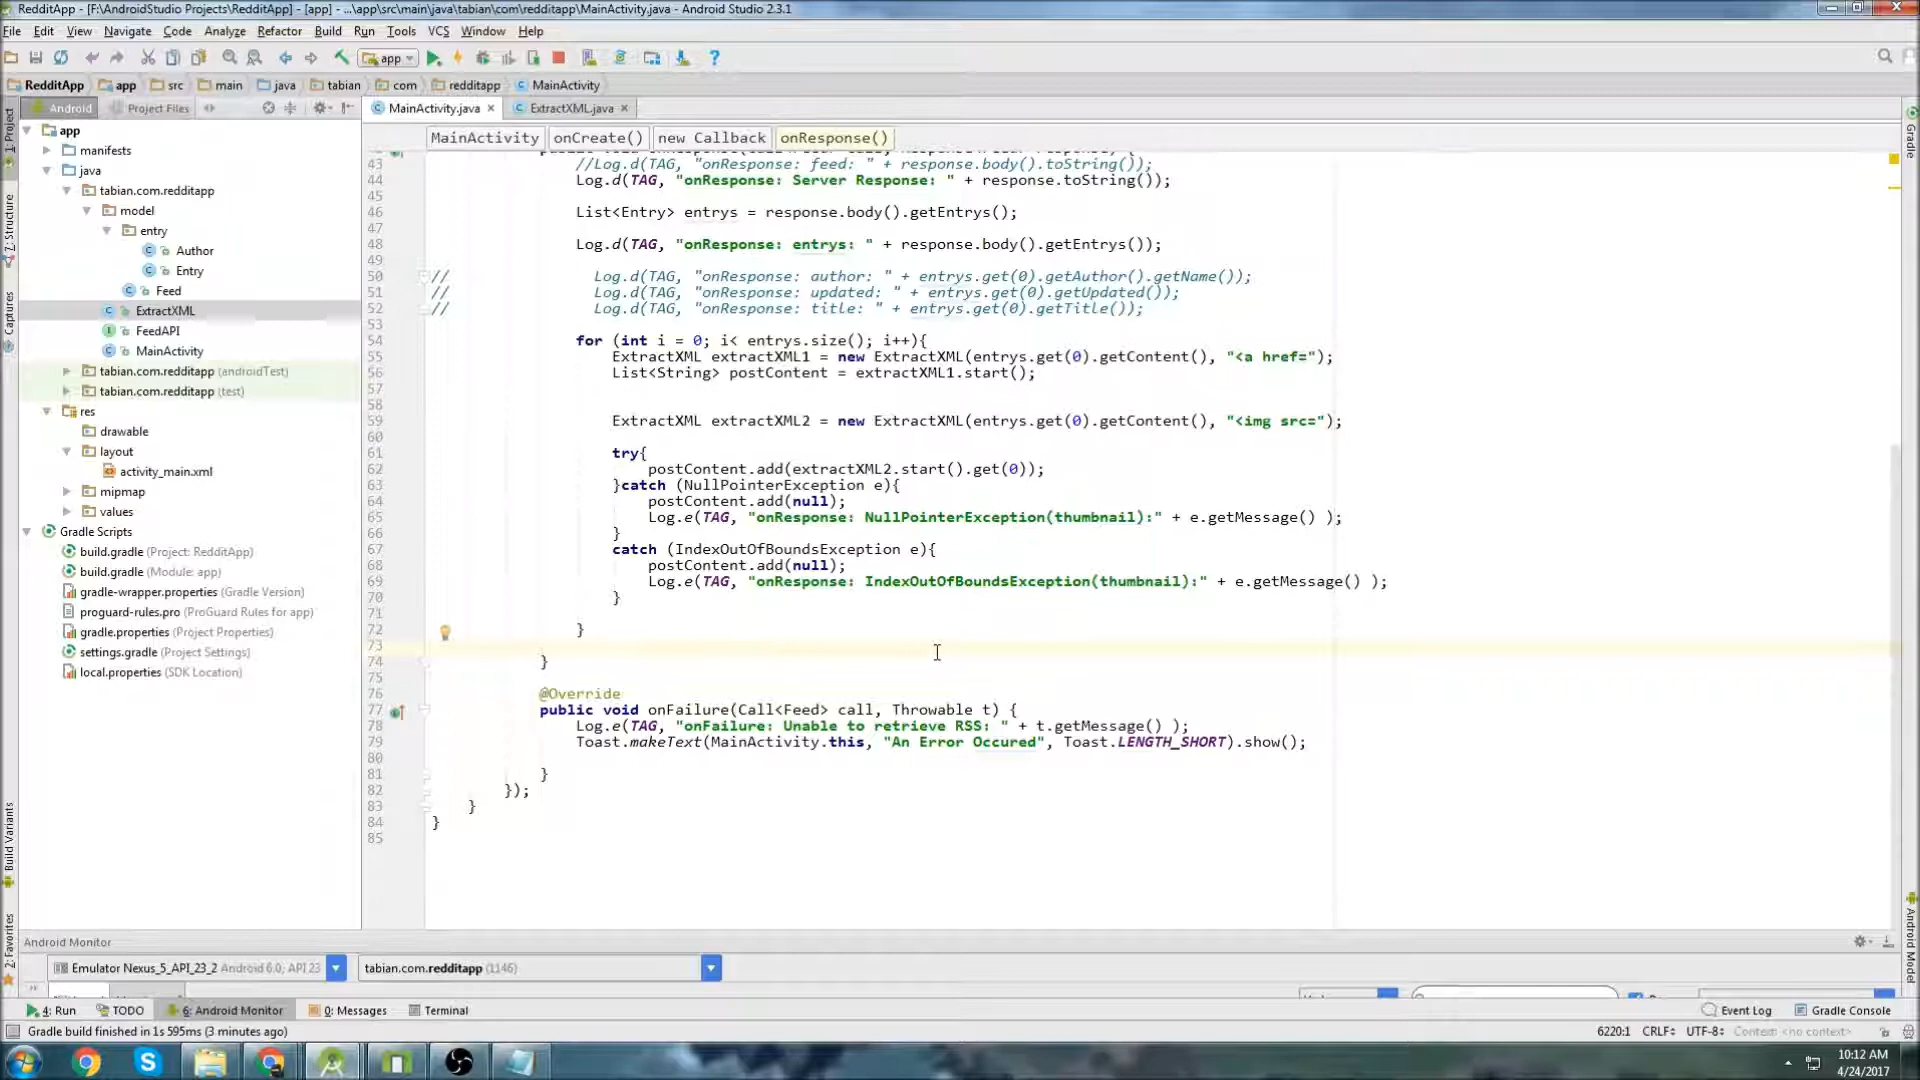 RedditApp - [F:\AndroidStudio Projects\RedditApp] - [app] - ...\app\src\main\java\tabian\com\redditapp\MainActivity.java - Android Studio 2.3.1
File Edit View Navigate Code Analyze Refactor Build Run Tools VCS Window Help
app
RedditApp app src main java tabian com redditapp MainActivity
Android Project Files MainActivity.java ExtractXML.java
MainActivity onCreate() new Callback onResponse()
1: Project
7: Structure
Captures
Build Variants
2: Favorites
app
manifests
java
tabian.com.redditapp
model
entry
Author
Entry
Feed
ExtractXML
FeedAPI
MainActivity
tabian.com.redditapp (androidTest)
tabian.com.redditapp (test)
res
drawable
layout
activity_main.xml
mipmap
values
Gradle Scripts
build.gradle (Project: RedditApp)
build.gradle (Module: app)
gradle-wrapper.properties (Gradle Version)
proguard-rules.pro (ProGuard Rules for app)
gradle.properties (Project Properties)
settings.gradle (Project Settings)
local.properties (SDK Location)
43 //Log.d(TAG, "onResponse: feed: " + response.body().toString());
44 Log.d(TAG, "onResponse: Server Response: " + response.toString());
45
46 List<Entry> entrys = response.body().getEntrys();
47
48 Log.d(TAG, "onResponse: entrys: " + response.body().getEntrys());
49
50 // Log.d(TAG, "onResponse: author: " + entrys.get(0).getAuthor().getName());
51 // Log.d(TAG, "onResponse: updated: " + entrys.get(0).getUpdated());
52 // Log.d(TAG, "onResponse: title: " + entrys.get(0).getTitle());
53
54 for (int i = 0; i< entrys.size(); i++){
55 ExtractXML extractXML1 = new ExtractXML(entrys.get(0).getContent(), "<a href=");
56 List<String> postContent = extractXML1.start();
57
58
59 ExtractXML extractXML2 = new ExtractXML(entrys.get(0).getContent(), "<img src=");
60
61 try{
62 postContent.add(extractXML2.start().get(0));
63 }catch (NullPointerException e){
64 postContent.add(null);
65 Log.e(TAG, "onResponse: NullPointerException(thumbnail):" + e.getMessage() );
66 }
67 catch (IndexOutOfBoundsException e){
68 postContent.add(null);
69 Log.e(TAG, "onResponse: IndexOutOfBoundsException(thumbnail):" + e.getMessage() );
70 }
71
72 }
73
74 }
75
76 @Override
77 public void onFailure(Call<Feed> call, Throwable t) {
78 Log.e(TAG, "onFailure: Unable to retrieve RSS: " + t.getMessage() );
79 Toast.makeText(MainActivity.this, "An Error Occured", Toast.LENGTH_SHORT).show();
80
81 }
82 });
83 }
84 }
85
Gradle
Android Model
Android Monitor
Emulator Nexus_5_API_23_2 Android 6.0, API 23 tabian.com.redditapp (1146)
4: Run TODO 6: Android Monitor 0: Messages Terminal Event Log Gradle Console
Gradle build finished in 1s 595ms (3 minutes ago) 6220:1 CRLF÷ UTF-8÷ Context: <no context>
10:12 AM
4/24/2017